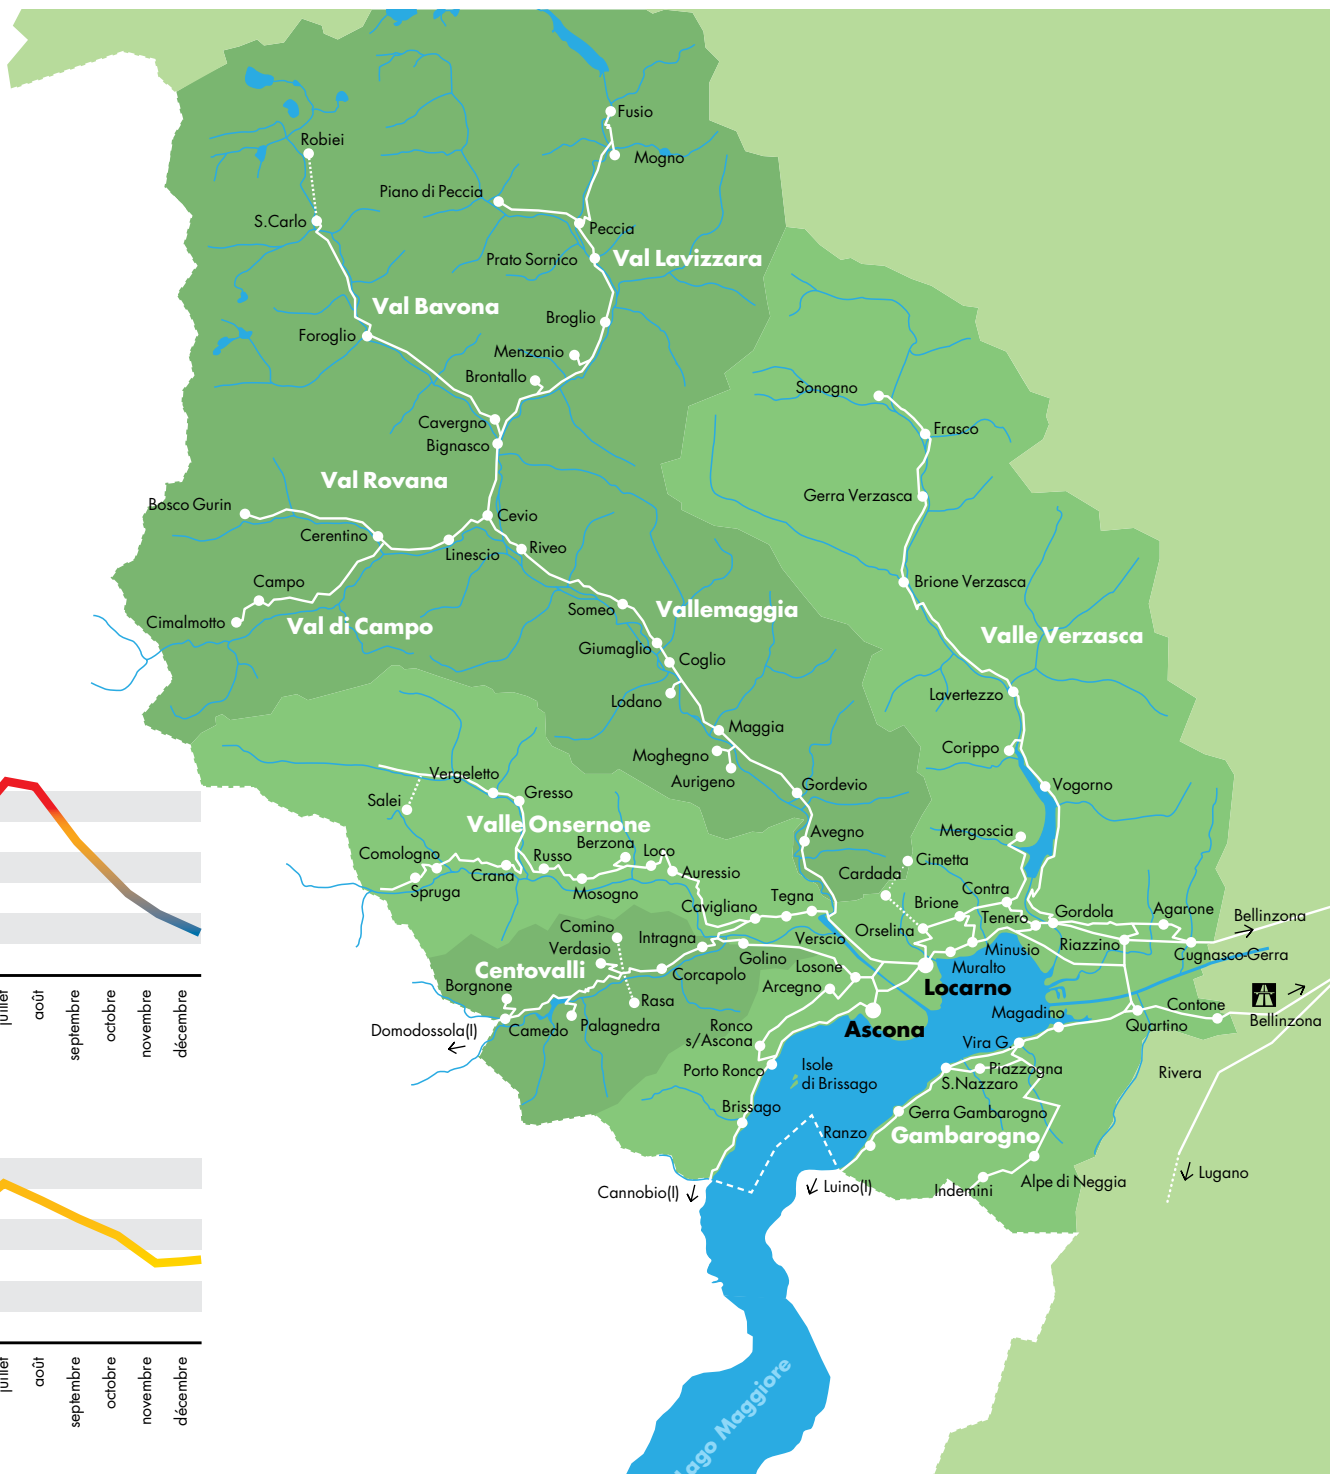 Fusio
Robiei
Mogno
Piano di Peccia
S.Carlo
Peccia
Prato Sornico
Val Lavizzara
Val Bavona
Broglio
Foroglio
Menzonio
Brontallo
Sonogno
Cavergno
Frasco
Bignasco
Val Rovana
Gerra Verzasca
Bosco Gurin
Cevio
Cerentino
Riveo
Linescio
Campo
Brione Verzasca
Someo
Vallemaggia
Cimalmotto
Val di Campo
Valle Verzasca
Giumaglio
Coglio
Lodano
Lavertezzo
Maggia
Corippo
Moghegno
Vergeletto
Aurigeno
Gordevio
Vogorno
Salei
Gresso
Valle Onsernone
Avegno
Mergoscia
Berzona
Comologno
Russo
Loco
Cimetta
Crana
Auressio
Cardada
Spruga
Mosogno
Contra
Tegna
Brione
Cavigliano
Tenero
Gordola
Agarone
Bellinzona
Comino
Orselina
Intragna
Verscio
Verdasio
Minusio
Riazzino
Golino
Cugnasco-Gerra
Centovalli
Corcapolo
Losone
Muralto
Borgnone
Arcegno
Locarno
Rasa
Contone
Magadino
Domodossola(I)
Camedo
Palagnedra
Ronco
s/Ascona
Ascona
Quartino
Bellinzona
Vira G.
Porto Ronco
Isole
di Brissago
Piazzogna
S.Nazzaro
Rivera
Brissago
Gerra Gambarogno
Ranzo
Gambarogno
Cannobio(I)
Luino(I)
Indemini
Alpe di Neggia
Lugano
Lago Maggiore
juillet
août
septembre
octobre
novembre
décembre
juillet
août
septembre
octobre
novembre
décembre